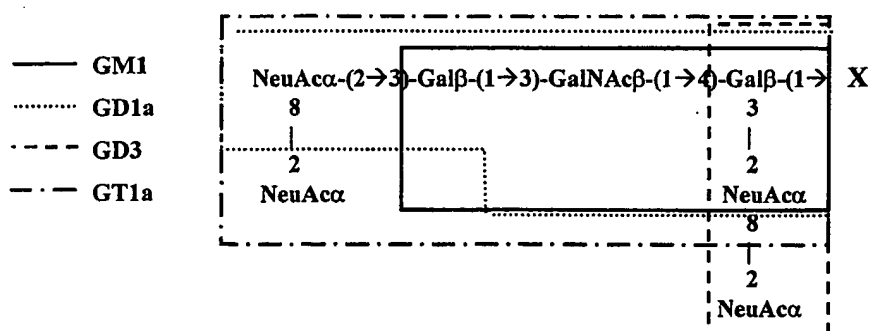 GM1
GD1a
GD3
GT1a
NeuAcα-(2→3)-Galβ-(1→3)-GalNAcβ-(1→4)-Galβ-(1→ X
8 3
2 2
NeuAcα NeuAcα
8
2
NeuAcα